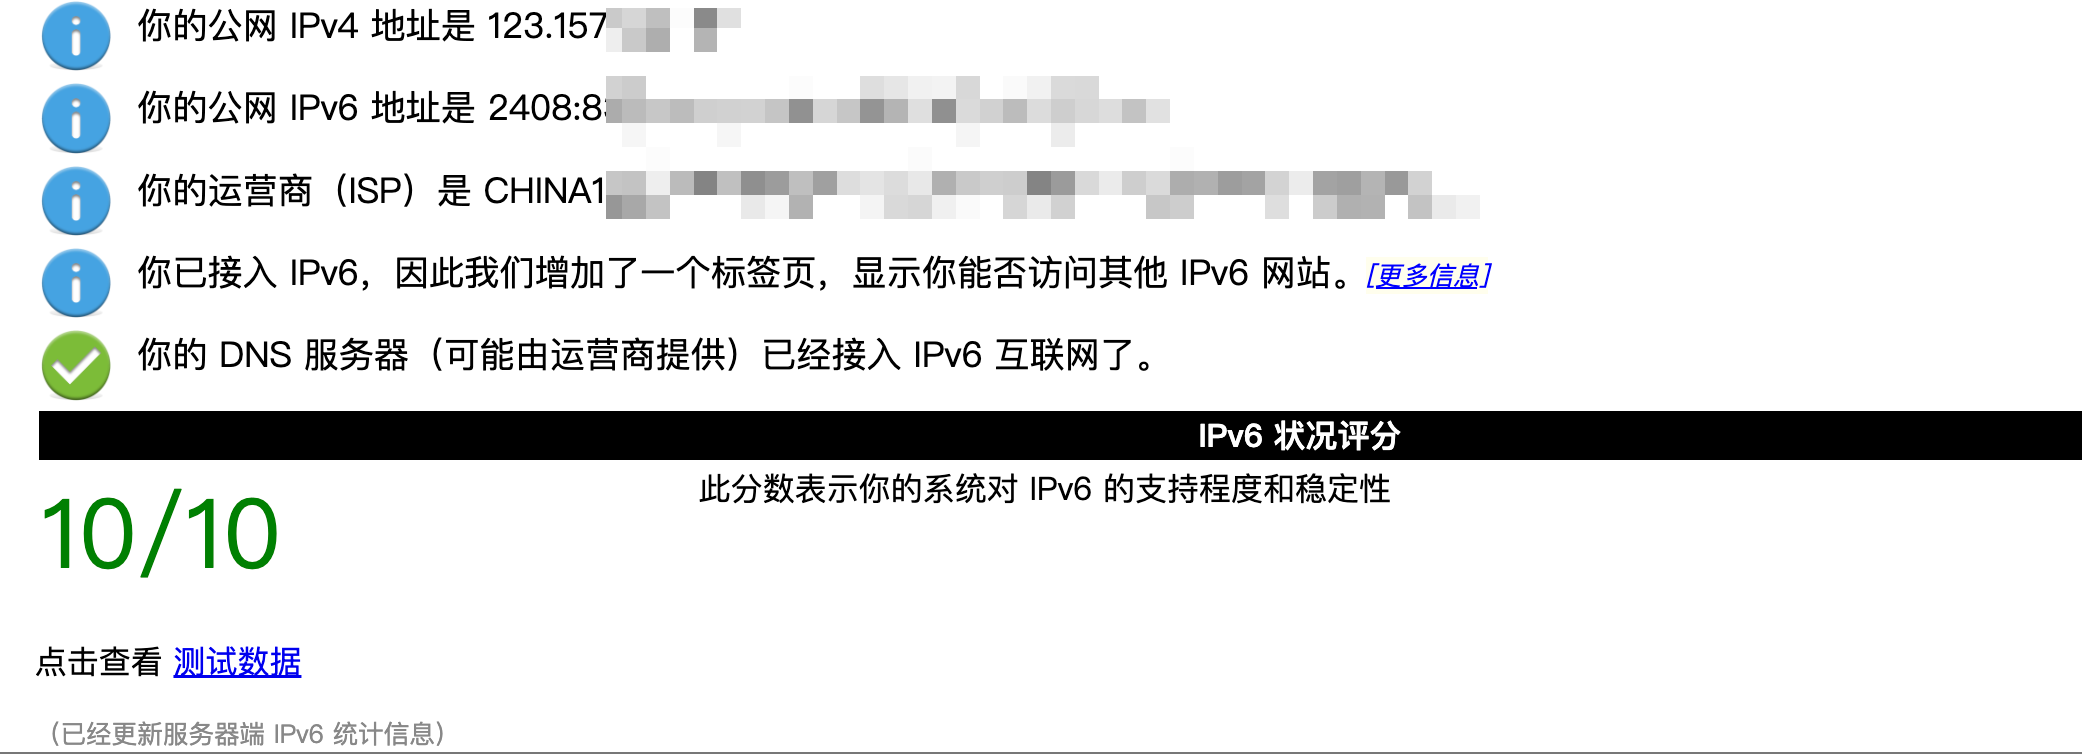 你的公网 IPv4 地址是 123.157
你的公网 IPv6 地址是 2408:8
你的运营商（ISP）是 CHINA1
你已接入 IPv6，因此我们增加了一个标签页，显示你能否访问其他 IPv6 网站。[更多信息]
你的 DNS 服务器（可能由运营商提供）已经接入 IPv6 互联网了。
IPv6 状况评分
10/10
此分数表示你的系统对 IPv6 的支持程度和稳定性
点击查看 测试数据
（已经更新服务器端 IPv6 统计信息）